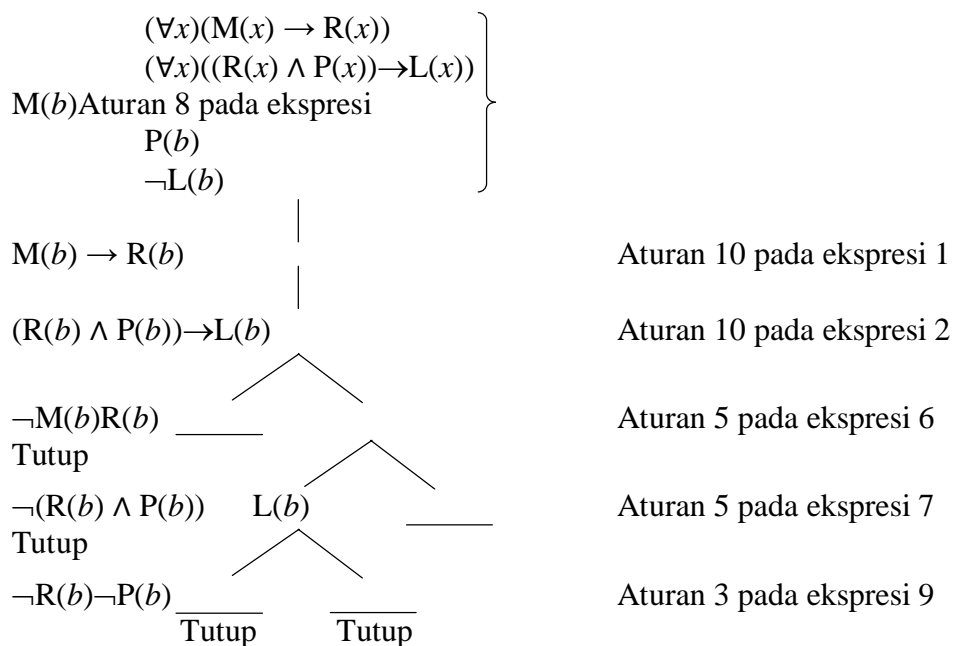 (∀x)(M(x) → R(x))
(∀x)((R(x) ∧ P(x))→L(x))
M(b)Aturan 8 pada ekspresi
P(b)
¬L(b)
M(b) → R(b) Aturan 10 pada ekspresi 1
(R(b) ∧ P(b))→L(b) Aturan 10 pada ekspresi 2
¬M(b)R(b) Aturan 5 pada ekspresi 6
Tutup
¬(R(b) ∧ P(b)) L(b) Aturan 5 pada ekspresi 7
Tutup
¬R(b)¬P(b) Aturan 3 pada ekspresi 9
Tutup Tutup